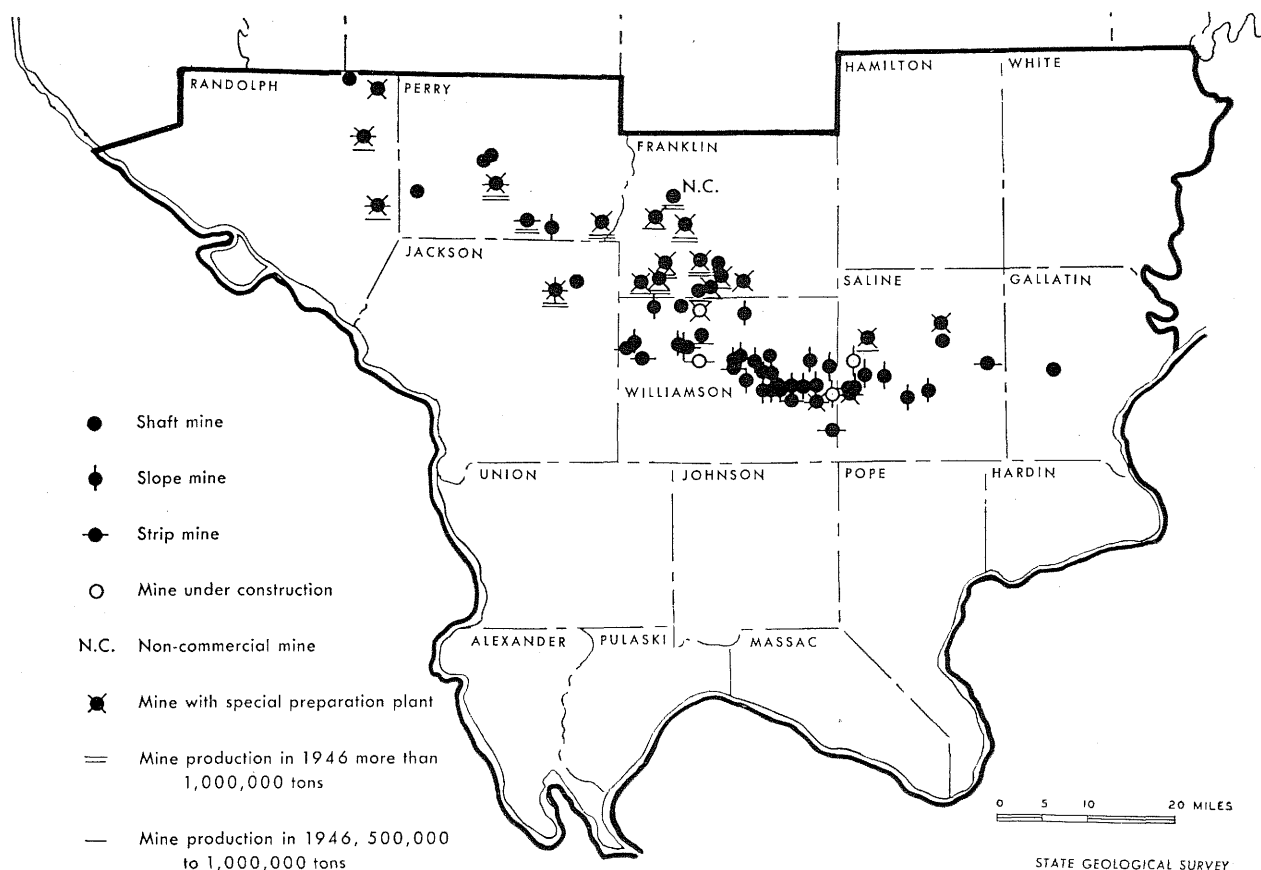 RANDOLPH
PERRY
HAMILTON
WHITE
FRANKLIN
N.C.
JACKSON
SALINE
GALLATIN
WILLIAMSON
UNION
JOHNSON
POPE
HARDIN
ALEXANDER
PULASKI
MASSAC
Shaft mine
Slope mine
Strip mine
Mine under construction
N.C. Non-commercial mine
Mine with special preparation plant
Mine production in 1946 more than
1,000,000 tons
Mine production in 1946, 500,000
to 1,000,000 tons
0 5 10 20 MILES
STATE GEOLOGICAL SURVEY